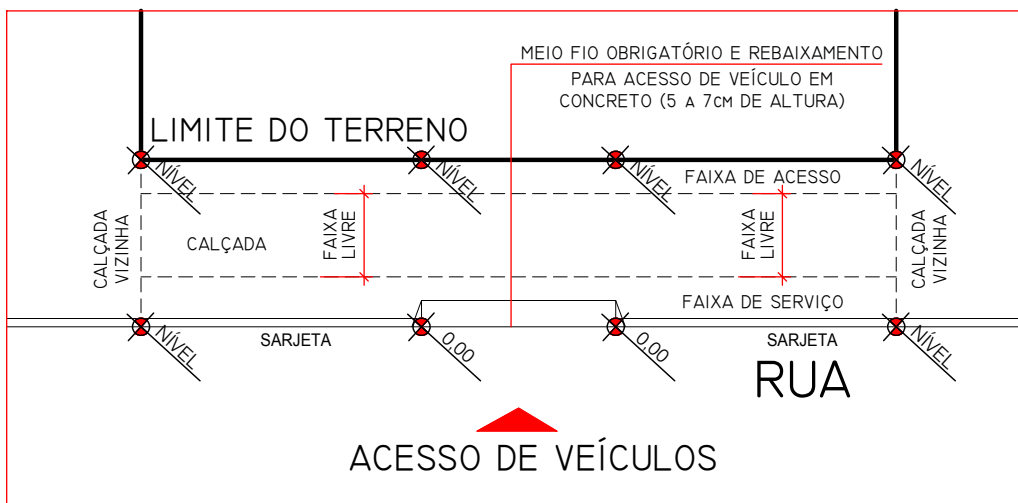 MEIO FIO OBRIGATÓRIO E REBAIXAMENTO
PARA ACESSO DE VEÍCULO EM
CONCRETO (5 A 7CM DE ALTURA)
LIMITE DO TERRENO
NÍVEL
NÍVEL
NÍVEL
NÍVEL
FAIXA DE ACESSO
CALÇADA
VIZINHA
CALÇADA
FAIXA
LIVRE
FAIXA
LIVRE
CALÇADA
VIZINHA
FAIXA DE SERVIÇO
NÍVEL
SARJETA
0,00
0,00
SARJETA
NÍVEL
RUA
ACESSO DE VEÍCULOS